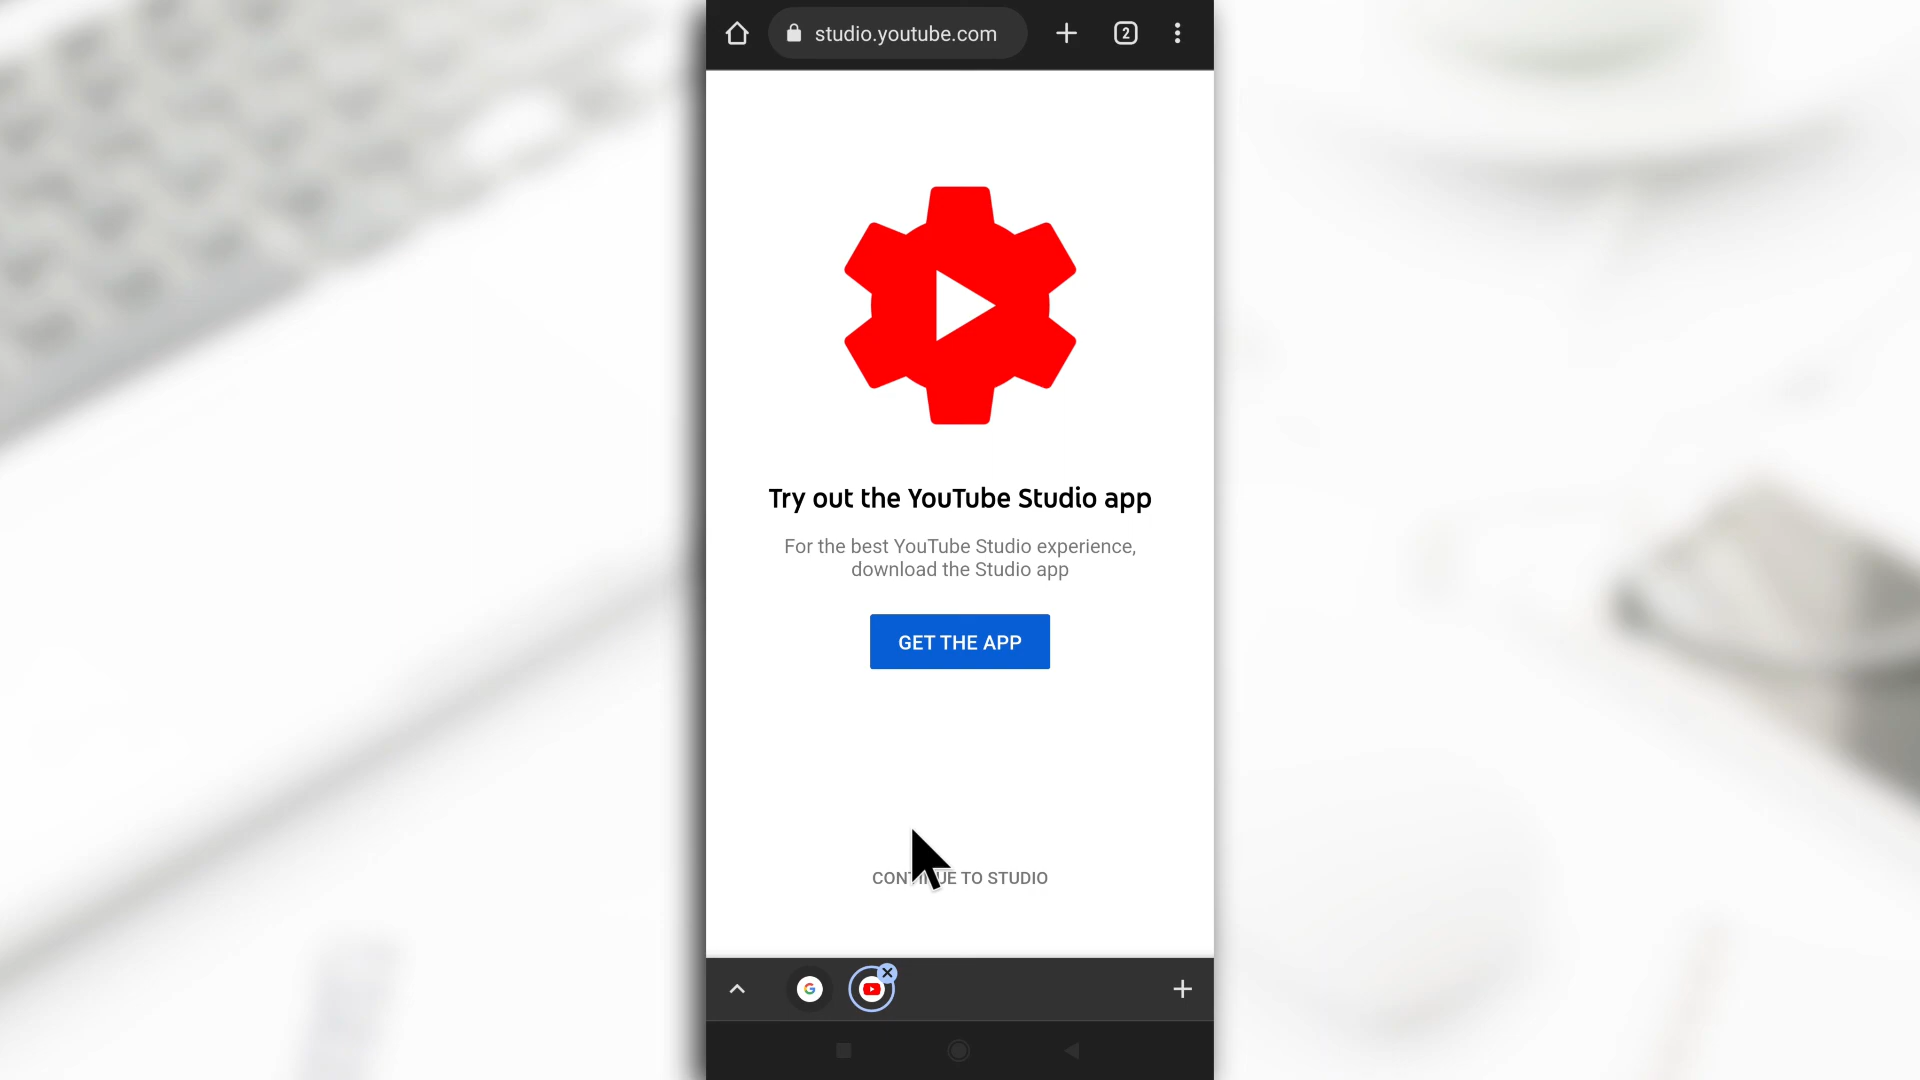 studio.youtube.com
2
Try out the YouTube Studio app
For the best YouTube Studio experience,
download the Studio app
GET THE APP
CONTINUE TO STUDIO